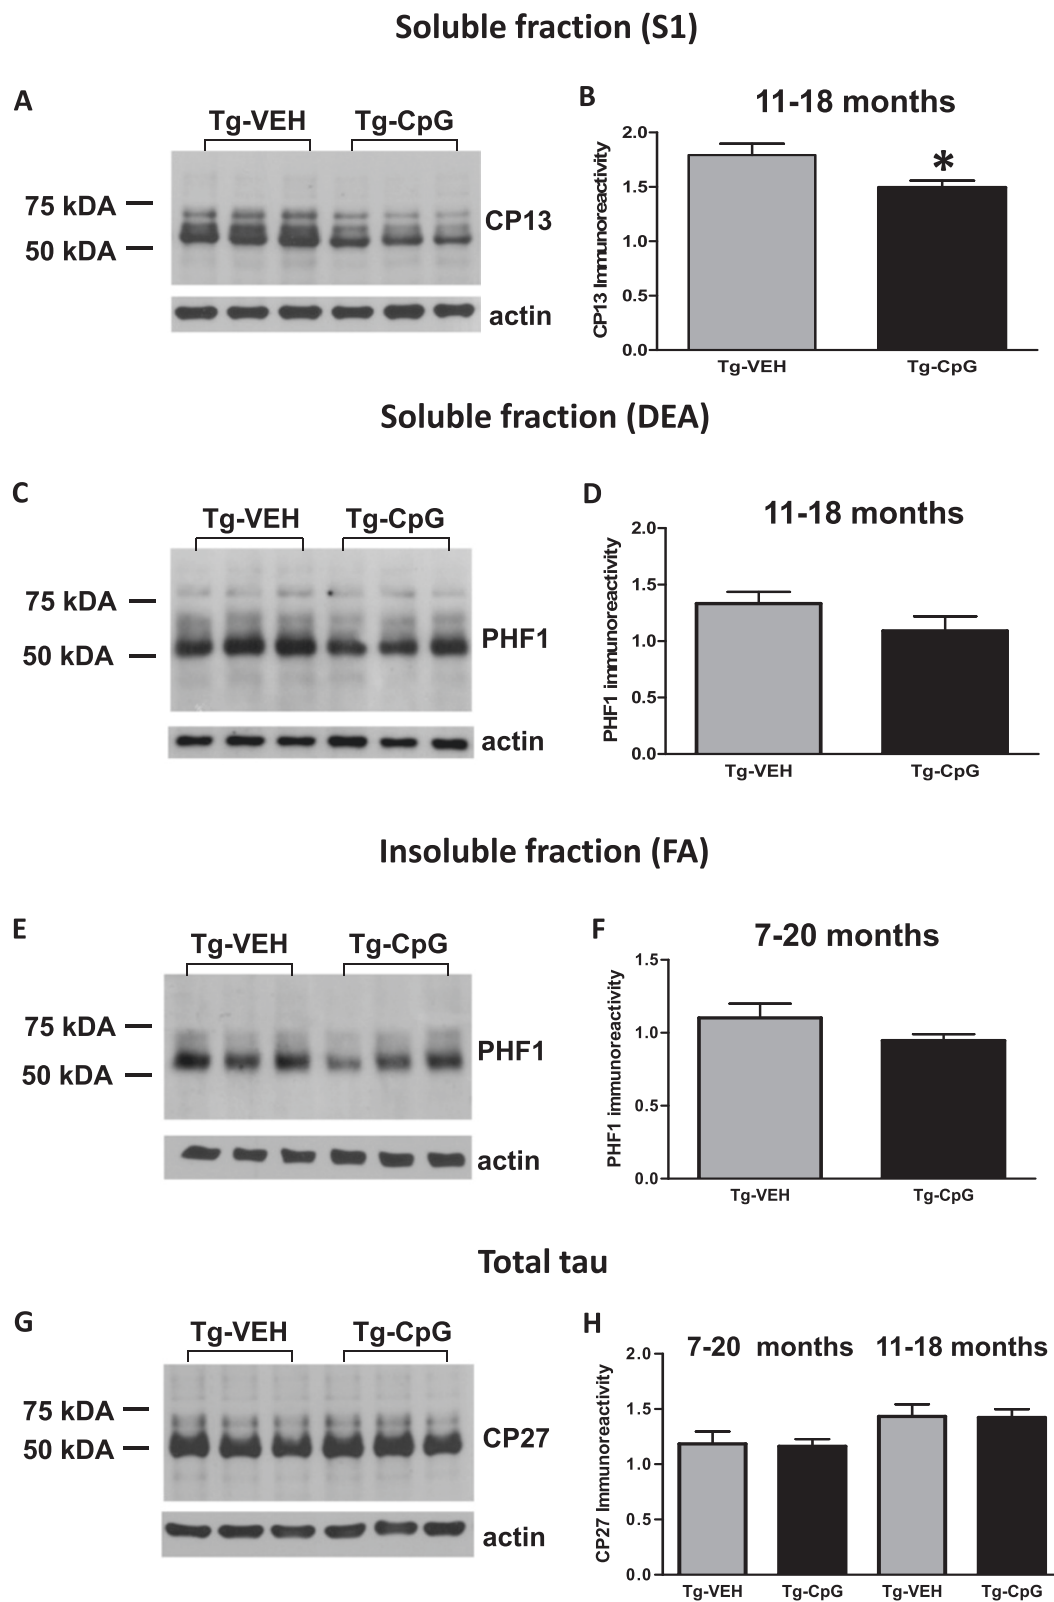 Soluble fraction (S1)
A
Tg-VEH Tg-CpG
75 kDA
50 kDA
CP13
actin
B
11-18 months
CP13 Immunoreactivity
2.0
1.5
1.0
0.5
0.0
*
Tg-VEH Tg-CpG
Soluble fraction (DEA)
C
Tg-VEH Tg-CpG
75 kDA
50 kDA
PHF1
actin
D
11-18 months
PHF1 immunoreactivity
2.0
1.5
1.0
0.5
0.0
Tg-VEH Tg-CpG
Insoluble fraction (FA)
E
Tg-VEH Tg-CpG
75 kDA
50 kDA
PHF1
actin
F
7-20 months
PHF1 immunoreactivity
1.5
1.0
0.5
0.0
Tg-VEH Tg-CpG
Total tau
G
Tg-VEH Tg-CpG
75 kDA
50 kDA
CP27
actin
H
7-20 months 11-18 months
CP27 Immunoreactivity
2.0
1.5
1.0
0.5
0.0
Tg-VEH Tg-CpG Tg-VEH Tg-CpG